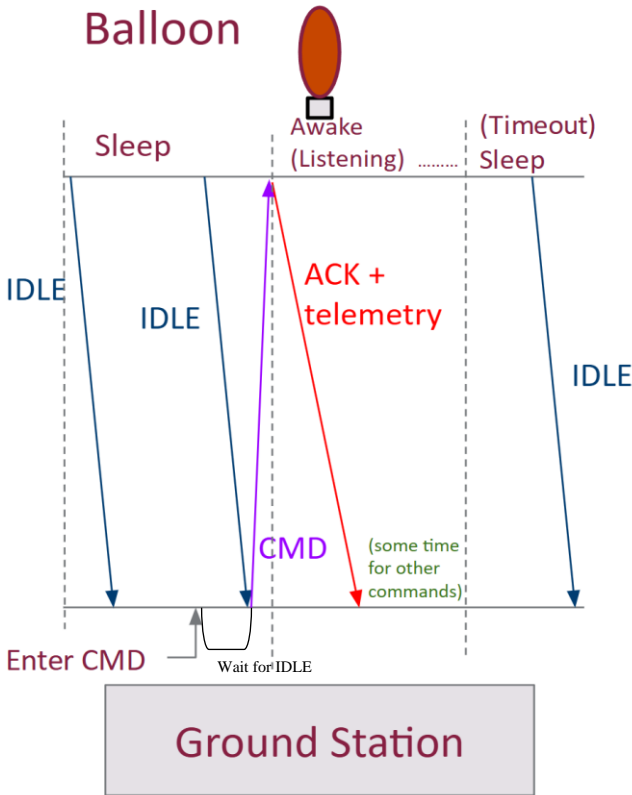 Balloon
Sleep
Awake
(Listening) .........
(Timeout)
Sleep
IDLE
IDLE
ACK +
telemetry
IDLE
CMD
(some time
for other
commands)
Enter CMD
Wait for IDLE
Ground Station